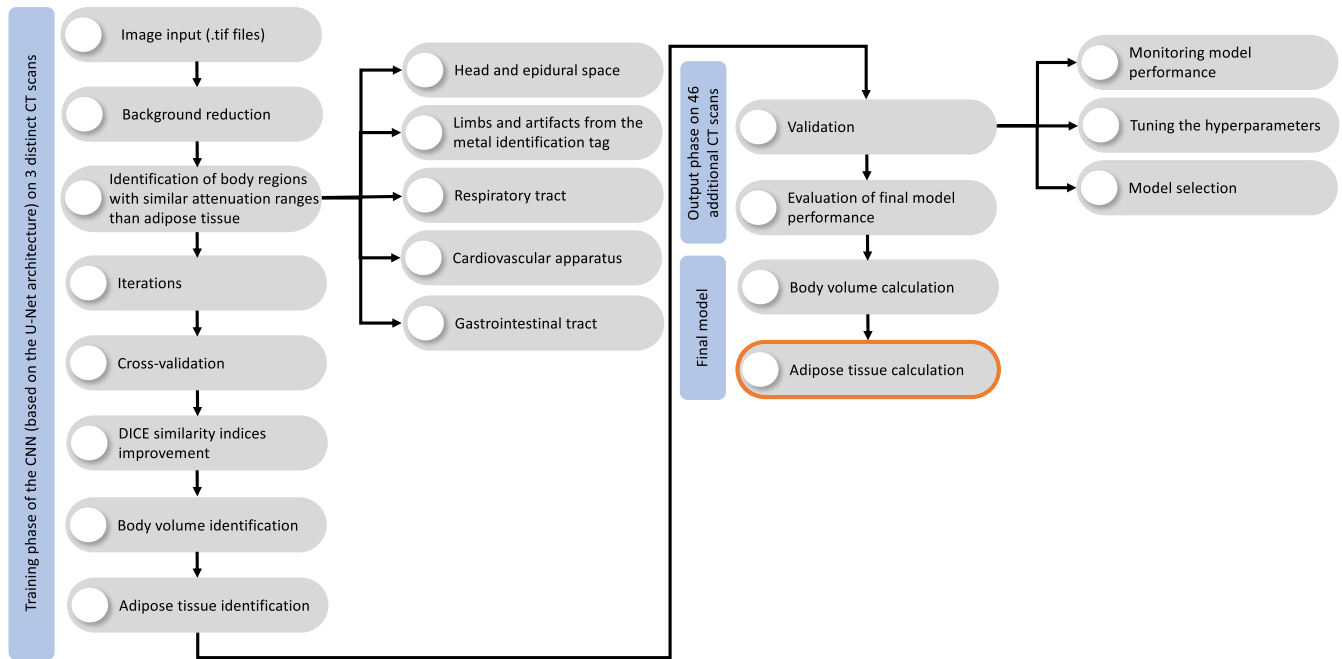 Training phase of the CNN (based on the U-Net architecture) on 3 distinct CT scans
Image input (.tif files)
Background reduction
Identification of body regions
with similar attenuation ranges
than adipose tissue
Iterations
Cross-validation
DICE similarity indices
improvement
Body volume identification
Adipose tissue identification
Head and epidural space
Limbs and artifacts from the
metal identification tag
Respiratory tract
Cardiovascular apparatus
Gastrointestinal tract
Output phase on 46
additional CT scans
Validation
Evaluation of final model
performance
Monitoring model
performance
Tuning the hyperparameters
Model selection
Final model
Body volume calculation
Adipose tissue calculation